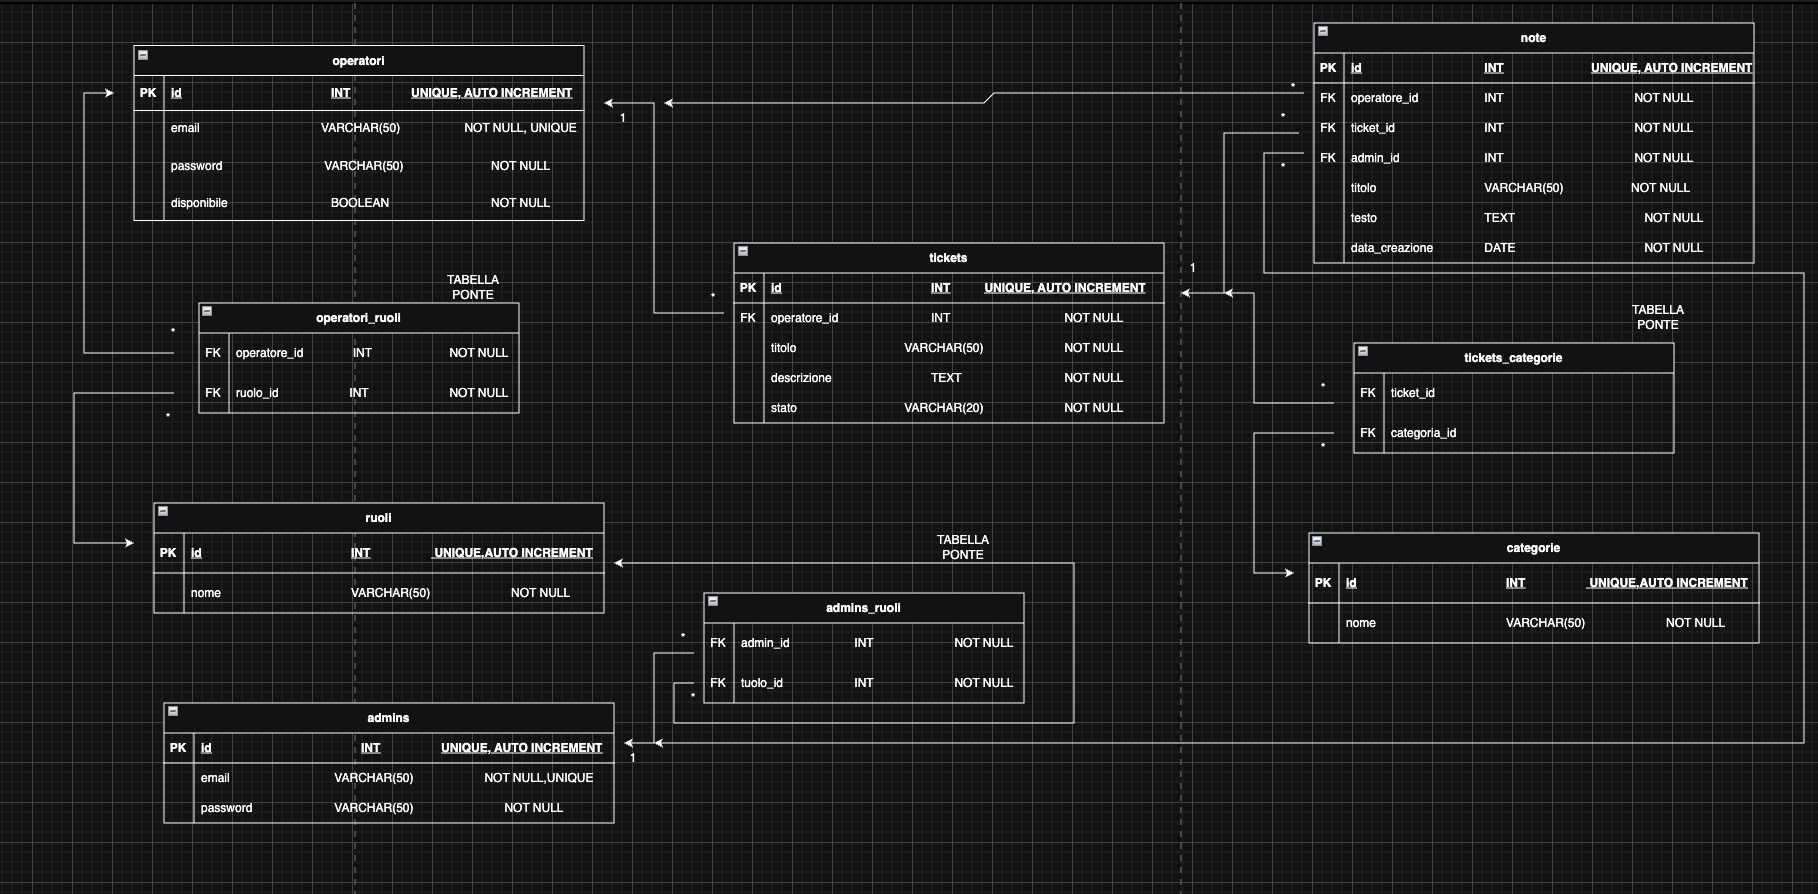 operatori
PK id INT UNIQUE, AUTO INCREMENT
email VARCHAR(50) NOT NULL, UNIQUE
password VARCHAR(50) NOT NULL
disponibile BOOLEAN NOT NULL
1
note
PK id INT UNIQUE, AUTO INCREMENT
*
FK operatore_id INT NOT NULL
*
FK ticket_id INT NOT NULL
FK admin_id INT NOT NULL
*
titolo VARCHAR(50) NOT NULL
testo TEXT NOT NULL
data_creazione DATE NOT NULL
TABELLA
PONTE
operatori_ruoli
*
FK operatore_id INT NOT NULL
FK ruolo_id INT NOT NULL
*
tickets
PK id INT UNIQUE, AUTO INCREMENT
*
FK operatore_id INT NOT NULL
titolo VARCHAR(50) NOT NULL
descrizione TEXT NOT NULL
stato VARCHAR(20) NOT NULL
1
TABELLA
PONTE
tickets_categorie
*
FK ticket_id
FK categoria_id
*
ruoli
PK id INT UNIQUE,AUTO INCREMENT
nome VARCHAR(50) NOT NULL
TABELLA
PONTE
admins_ruoli
*
FK admin_id INT NOT NULL
FK tuolo_id INT NOT NULL
*
categorie
PK id INT UNIQUE,AUTO INCREMENT
nome VARCHAR(50) NOT NULL
admins
PK id INT UNIQUE, AUTO INCREMENT
1
email VARCHAR(50) NOT NULL,UNIQUE
password VARCHAR(50) NOT NULL